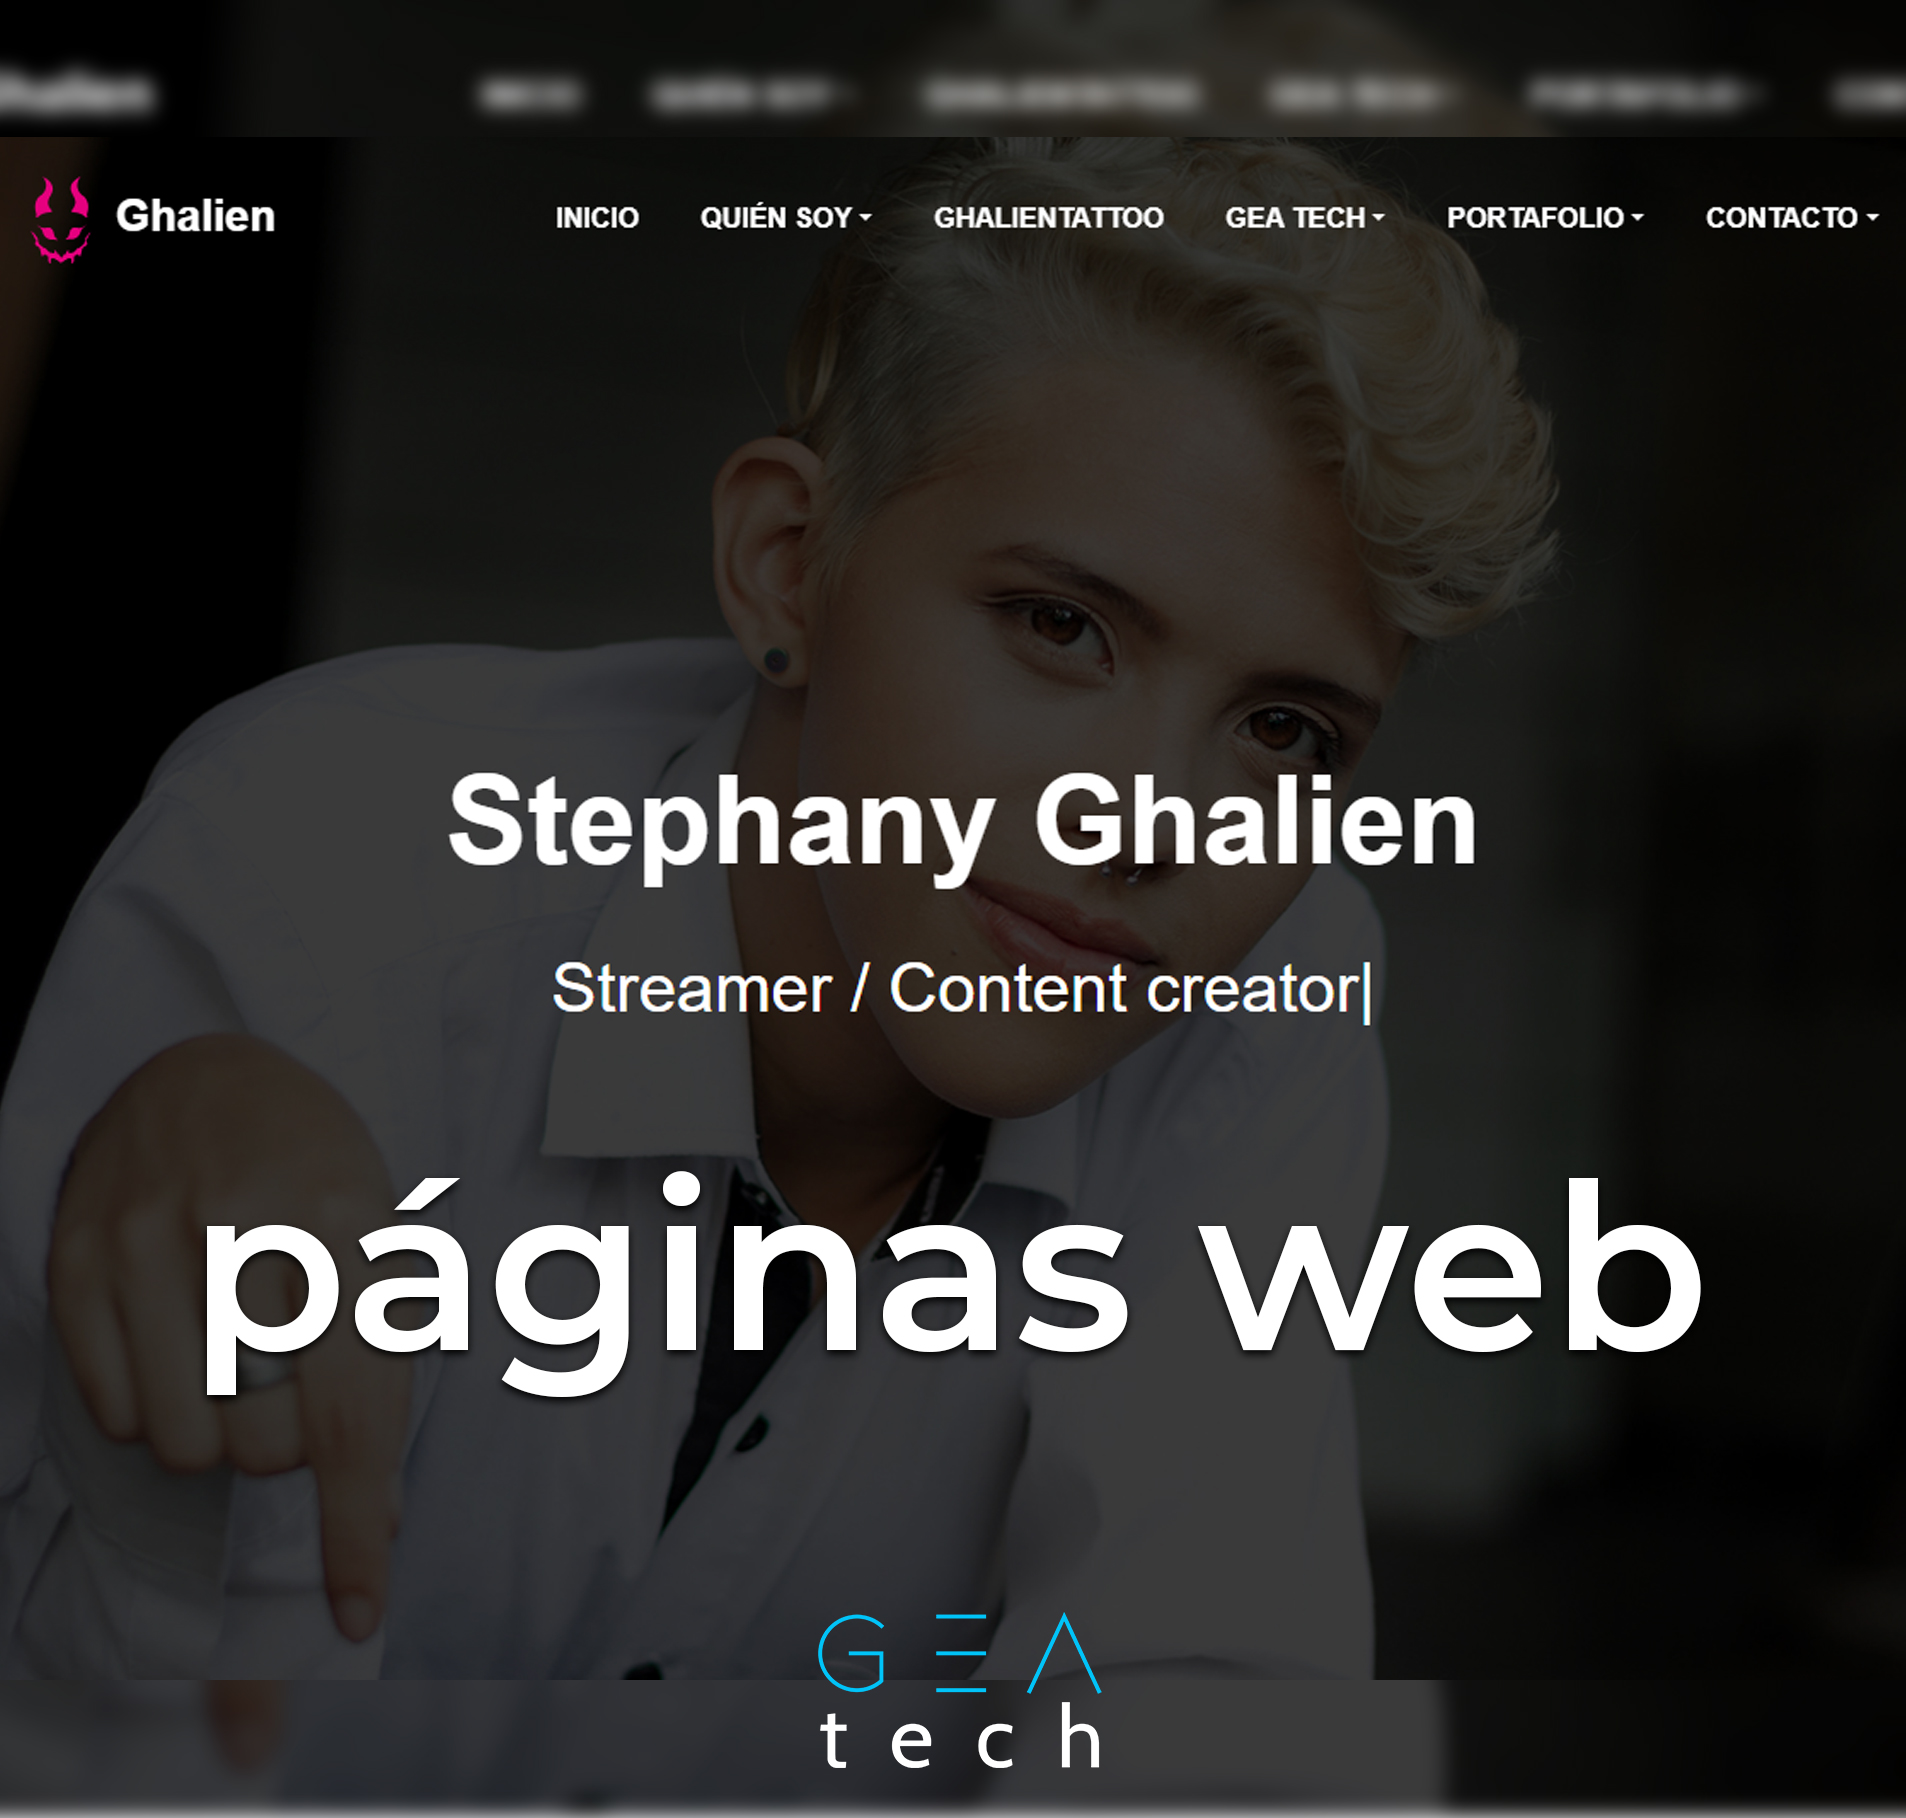 Ghalien
INICIO QUIÉN SOY GHALIENTATTOO GEA TECH PORTAFOLIO CONTACTO
Stephany Ghalien
Streamer / Content creator|
páginas web
GEA
tech